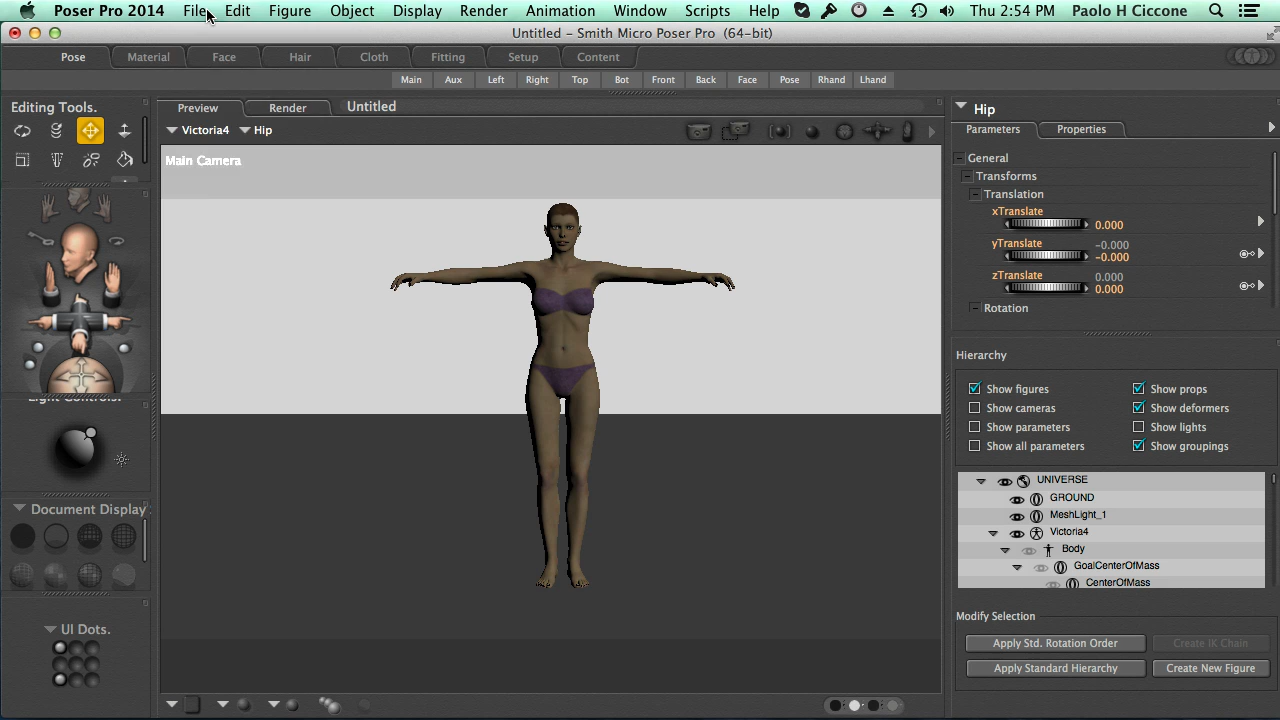 Poser Pro 2014 File Edit Figure Object Display Render Animation Window Scripts Help Thu 2:54 PM Paolo H Ciccone
Untitled - Smith Micro Poser Pro (64-bit)
Pose Material Face Hair Cloth Fitting Setup Content
Main Aux Left Right Top Bot Front Back Face Pose Rhand Lhand
Editing Tools.
Preview Render Untitled
Victoria4 Hip
Main Camera
Light Controls.
Document Display
UI Dots.
Hip
Parameters Properties
General
Transforms
Translation
xTranslate
0.000
yTranslate -0.000
-0.000
zTranslate 0.000
0.000
Rotation
Hierarchy
Show figures Show props
Show cameras Show deformers
Show parameters Show lights
Show all parameters Show groupings
UNIVERSE
GROUND
MeshLight_1
Victoria4
Body
GoalCenterOfMass
CenterOfMass
Modify Selection
Apply Std. Rotation Order Create IK Chain
Apply Standard Hierarchy Create New Figure